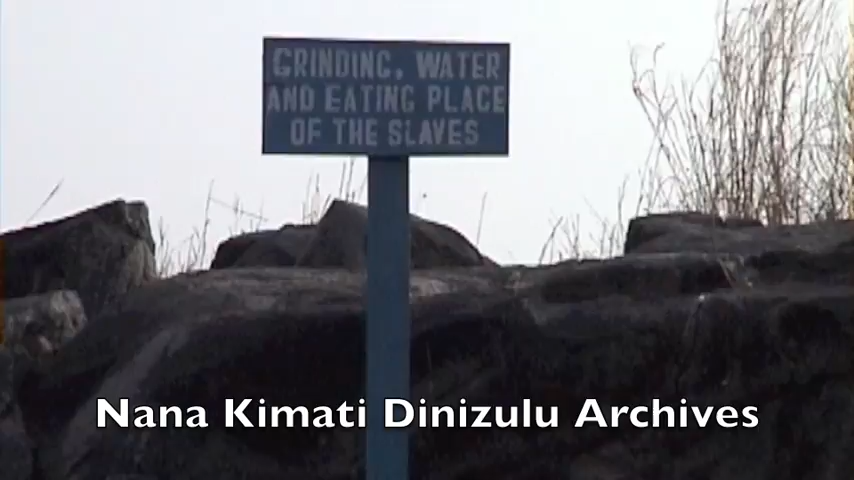 GRINDING, WATER
AND EATING PLACE
OF THE SLAVES
Nana Kimati Dinizulu Archives